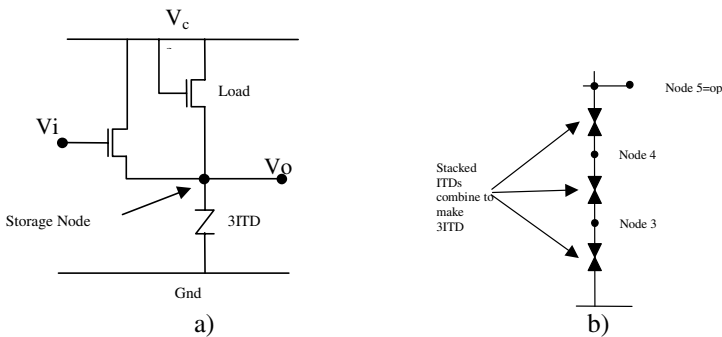 V_c
Load
Vi
Vo
Storage Node
3ITD
Gnd
a)
Node 5=op
Node 4
Stacked
ITDs
combine to
make
3ITD
Node 3
b)